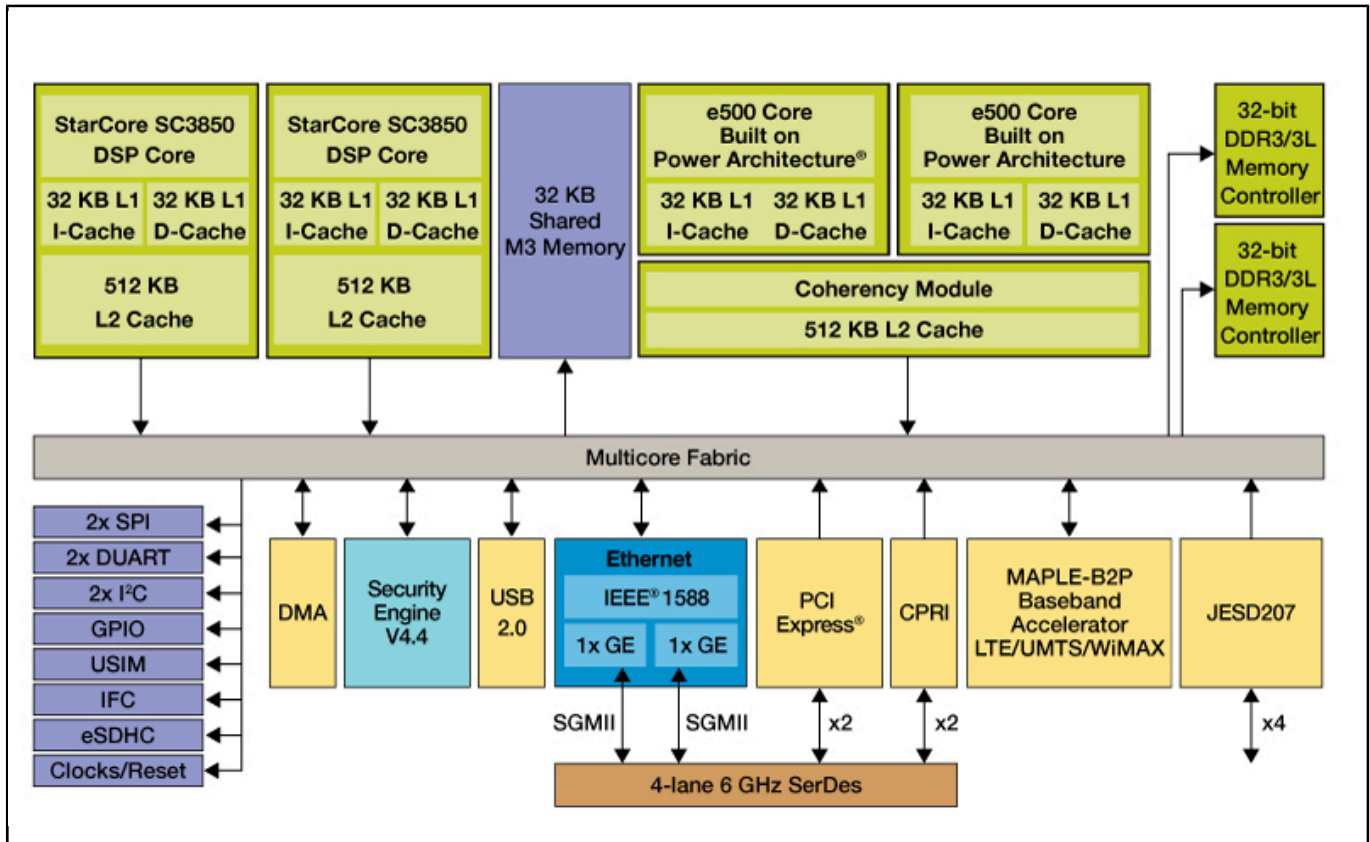 StarCore SC3850
DSP Core
32 KB L1
I-Cache
32 KB L1
D-Cache
512 KB
L2 Cache
StarCore SC3850
DSP Core
32 KB L1
I-Cache
32 KB L1
D-Cache
512 KB
L2 Cache
32 KB
Shared
M3 Memory
e500 Core
Built on
Power Architecture®
32 KB L1
I-Cache
32 KB L1
D-Cache
e500 Core
Built on
Power Architecture
32 KB L1
I-Cache
32 KB L1
D-Cache
Coherency Module
512 KB L2 Cache
32-bit
DDR3/3L
Memory
Controller
32-bit
DDR3/3L
Memory
Controller
Multicore Fabric
2x SPI
2x DUART
2x I²C
GPIO
USIM
IFC
eSDHC
Clocks/Reset
DMA
Security
Engine
V4.4
USB
2.0
Ethernet
IEEE® 1588
1x GE
1x GE
PCI
Express®
CPRI
MAPLE-B2P
Baseband
Accelerator
LTE/UMTS/WiMAX
JESD207
SGMII
SGMII
x2
x2
x4
4-lane 6 GHz SerDes